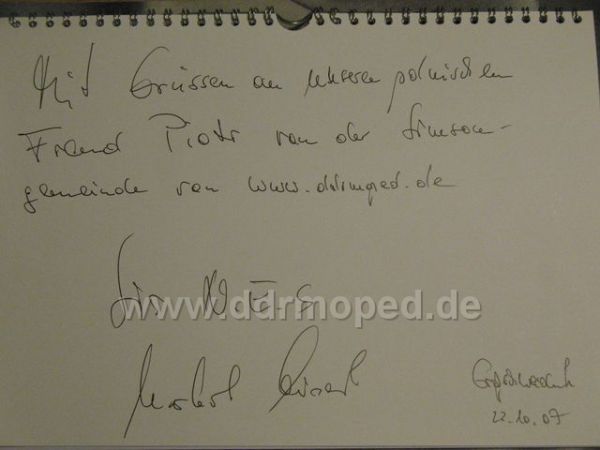 Mit Grüssen an unseren polnischen
Freund Piotr von der Simson-
gemeinde von www.ddrmoped.de
www.ddrmoped.de
22.10.07